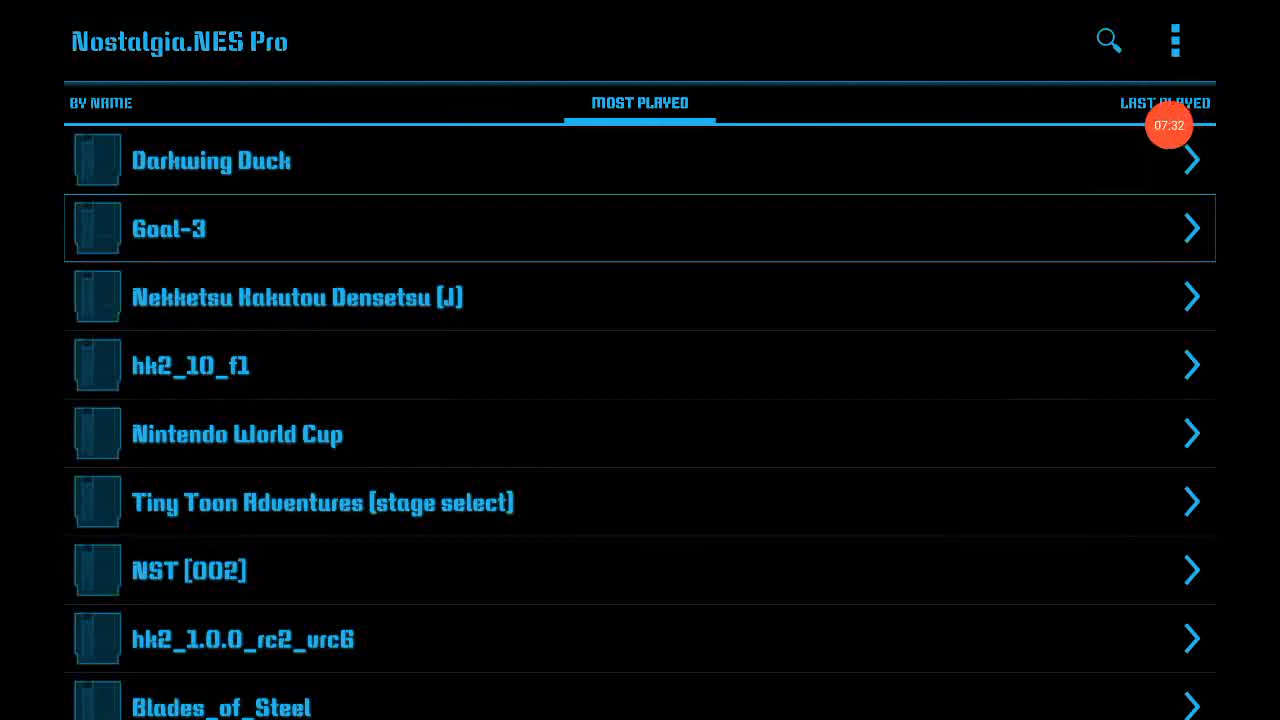 Nostalgia.NES Pro
BY NAME
MOST PLAYED
LAST PLAYED
07:32
Darkwing Duck
Goal-3
Nekketsu Kakutou Densetsu [J]
hk2_10_f1
Nintendo World Cup
Tiny Toon Adventures [stage select]
NST [002]
hk2_1.0.0_rc2_vrc6
Blades_of_Steel